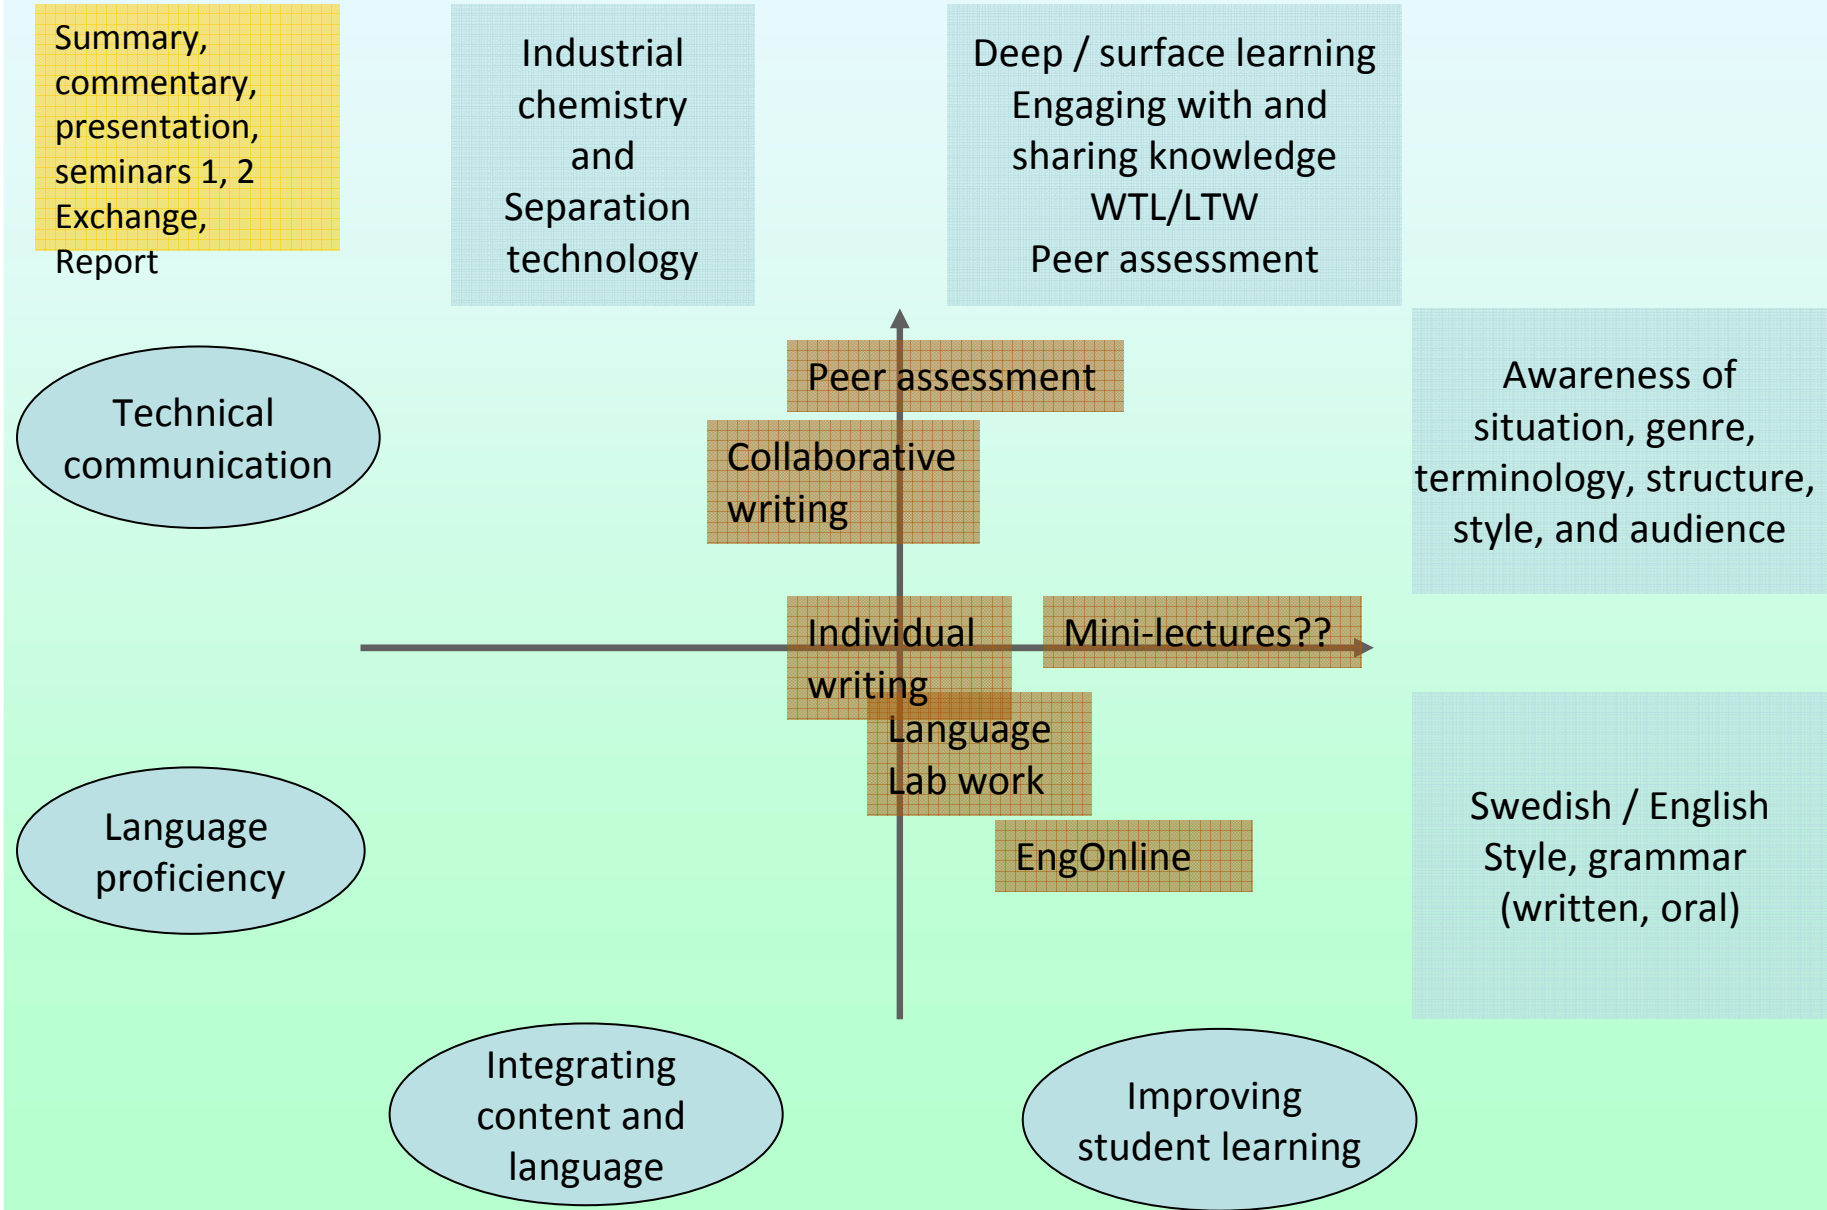 Summary,
commentary,
presentation,
seminars 1, 2
Exchange,
Report
Industrial
chemistry
and
Separation
technology
Deep / surface learning
Engaging with and
sharing knowledge
WTL/LTW
Peer assessment
Technical
communication
Peer assessment
Collaborative
writing
Awareness of
situation, genre,
terminology, structure,
style, and audience
Individual
writing
Mini-lectures??
Language
Lab work
EngOnline
Language
proficiency
Swedish / English
Style, grammar
(written, oral)
Integrating
content and
language
Improving
student learning